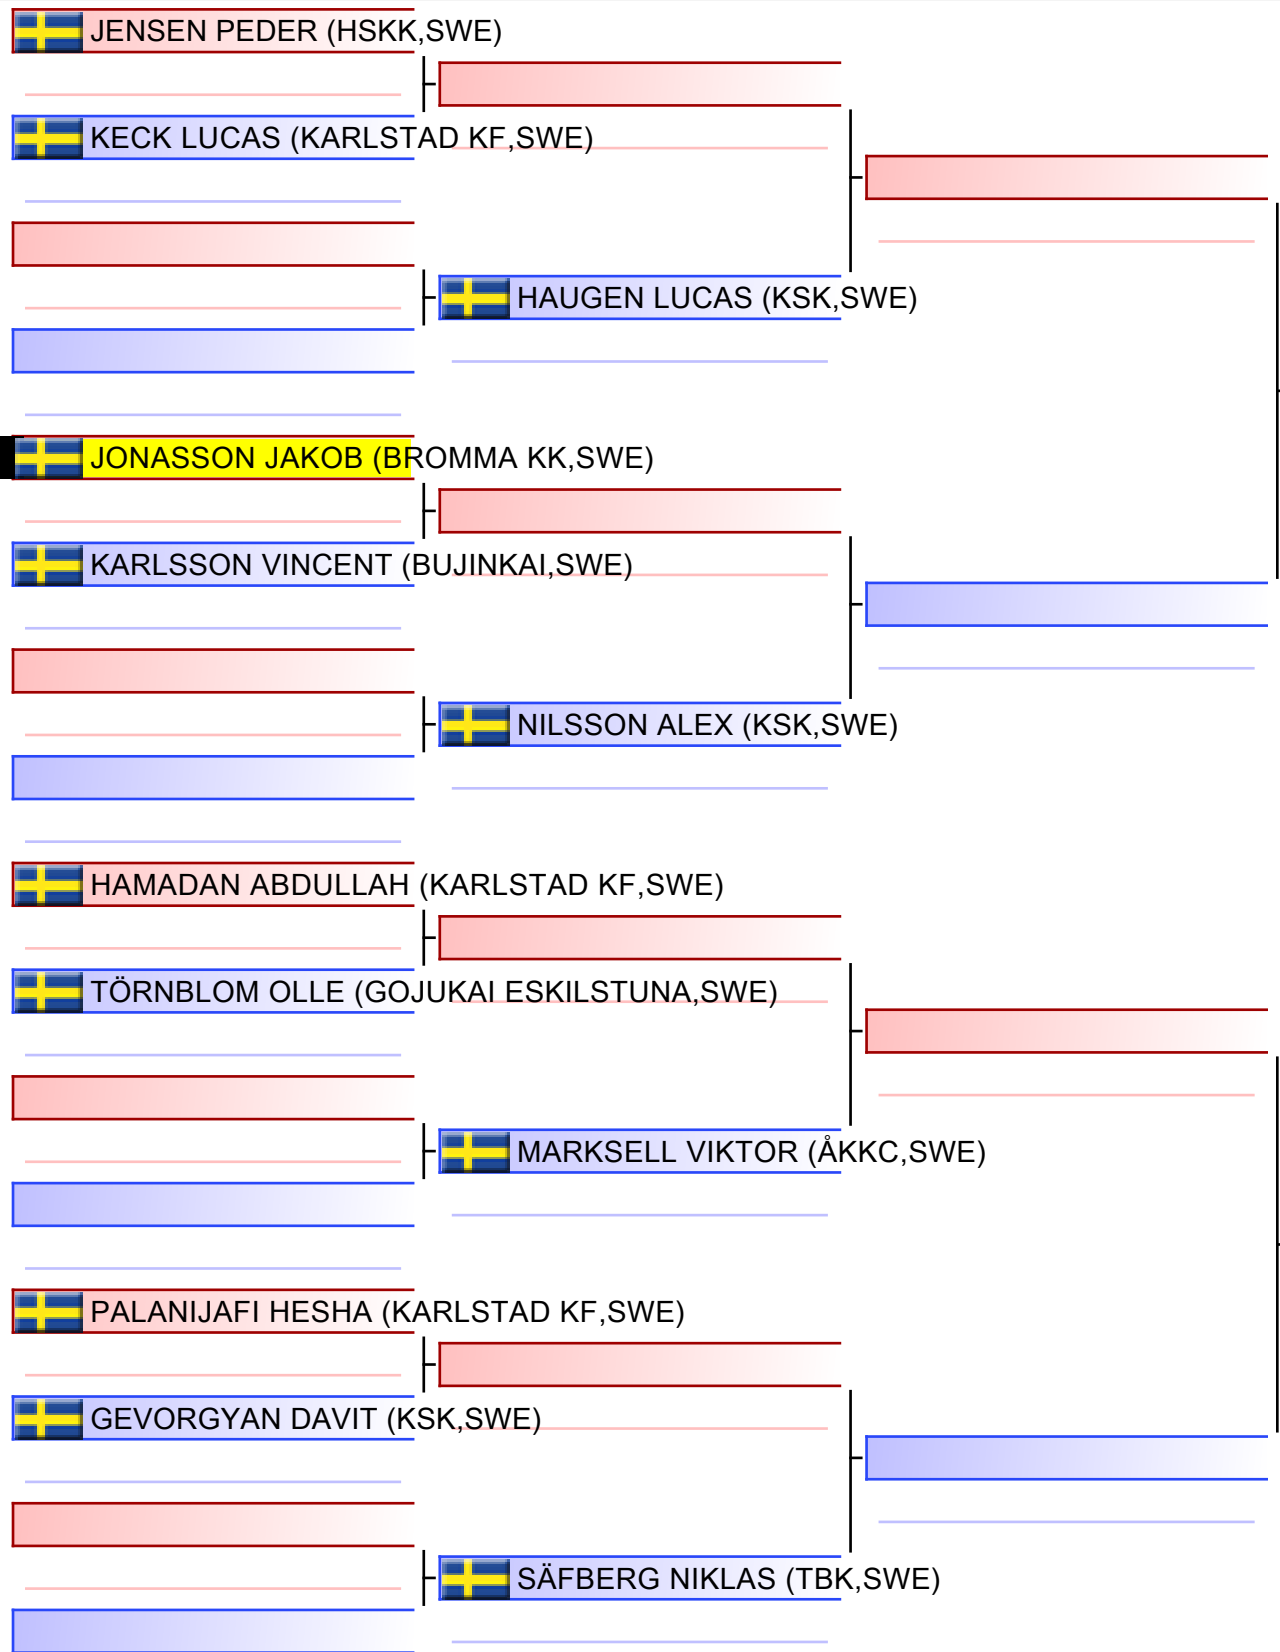 JENSEN PEDER (HSKK,SWE)
KECK LUCAS (KARLSTAD KF,SWE)
HAUGEN LUCAS (KSK,SWE)
JONASSON JAKOB (BROMMA KK,SWE)
KARLSSON VINCENT (BUJINKAI,SWE)
NILSSON ALEX (KSK,SWE)
HAMADAN ABDULLAH (KARLSTAD KF,SWE)
TÖRNBLOM OLLE (GOJUKAI ESKILSTUNA,SWE)
MARKSELL VIKTOR (ÅKKC,SWE)
PALANIJAFI HESHA (KARLSTAD KF,SWE)
GEVORGYAN DAVIT (KSK,SWE)
SÄFBERG NIKLAS (TBK,SWE)